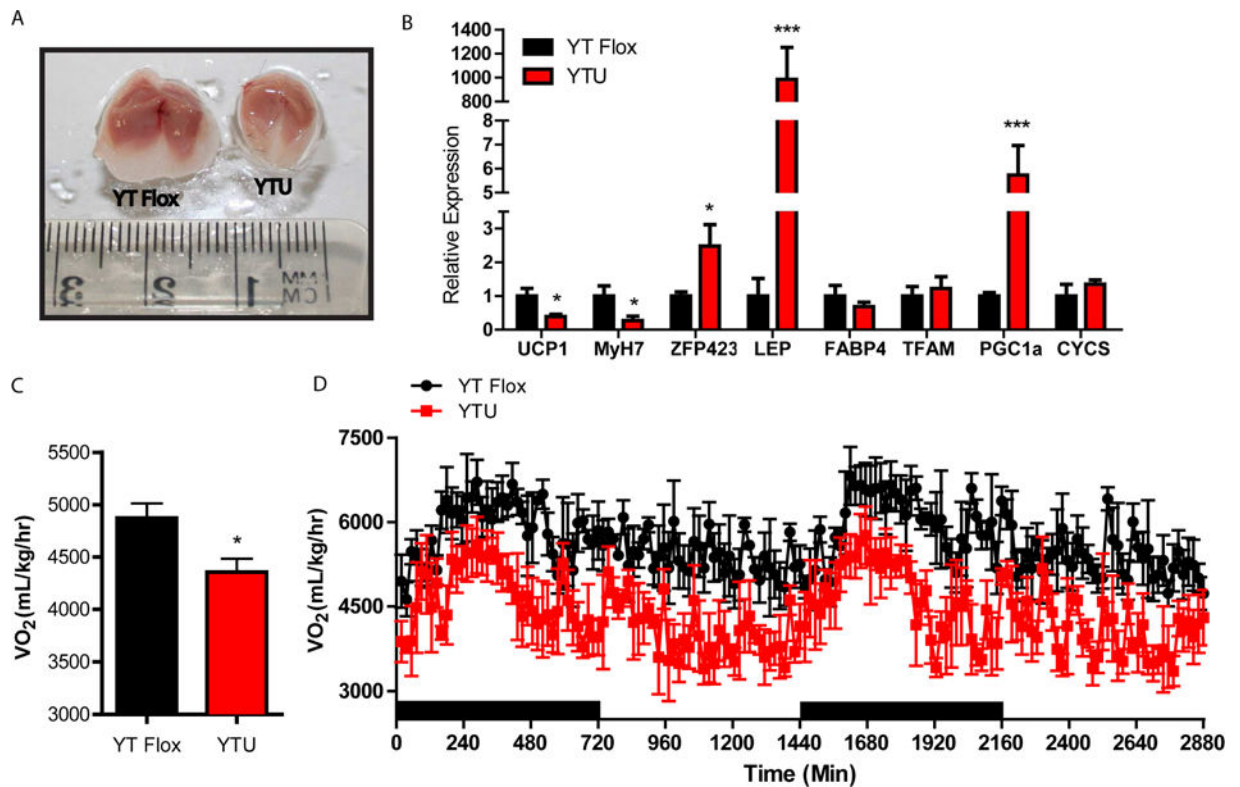 A
YT Flox
YTU
3 2 1 MM
CM
B
YT Flox
YTU
Relative Expression
1400
1200
1000
800
8
7
6
5
3
2
1
0
***
***
*
*
*
UCP1 MyH7 ZFP423 LEP FABP4 TFAM PGC1a CYCS
C
VO2(mL/kg/hr)
5500
5000
4500
4000
3500
3000
*
YT Flox YTU
D
YT Flox
YTU
VO2(mL/kg/hr)
7500
6000
4500
3000
0 240 480 720 960 1200 1440 1680 1920 2160 2400 2640 2880
Time (Min)